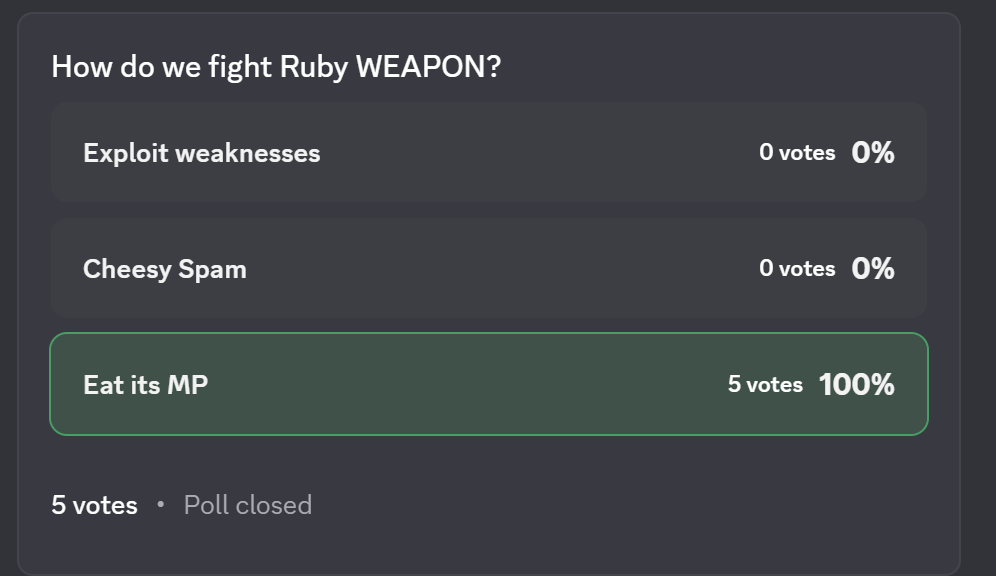 How do we fight Ruby WEAPON?
Exploit weaknesses 0 votes 0%
Cheesy Spam 0 votes 0%
Eat its MP 5 votes 100%
5 votes • Poll closed